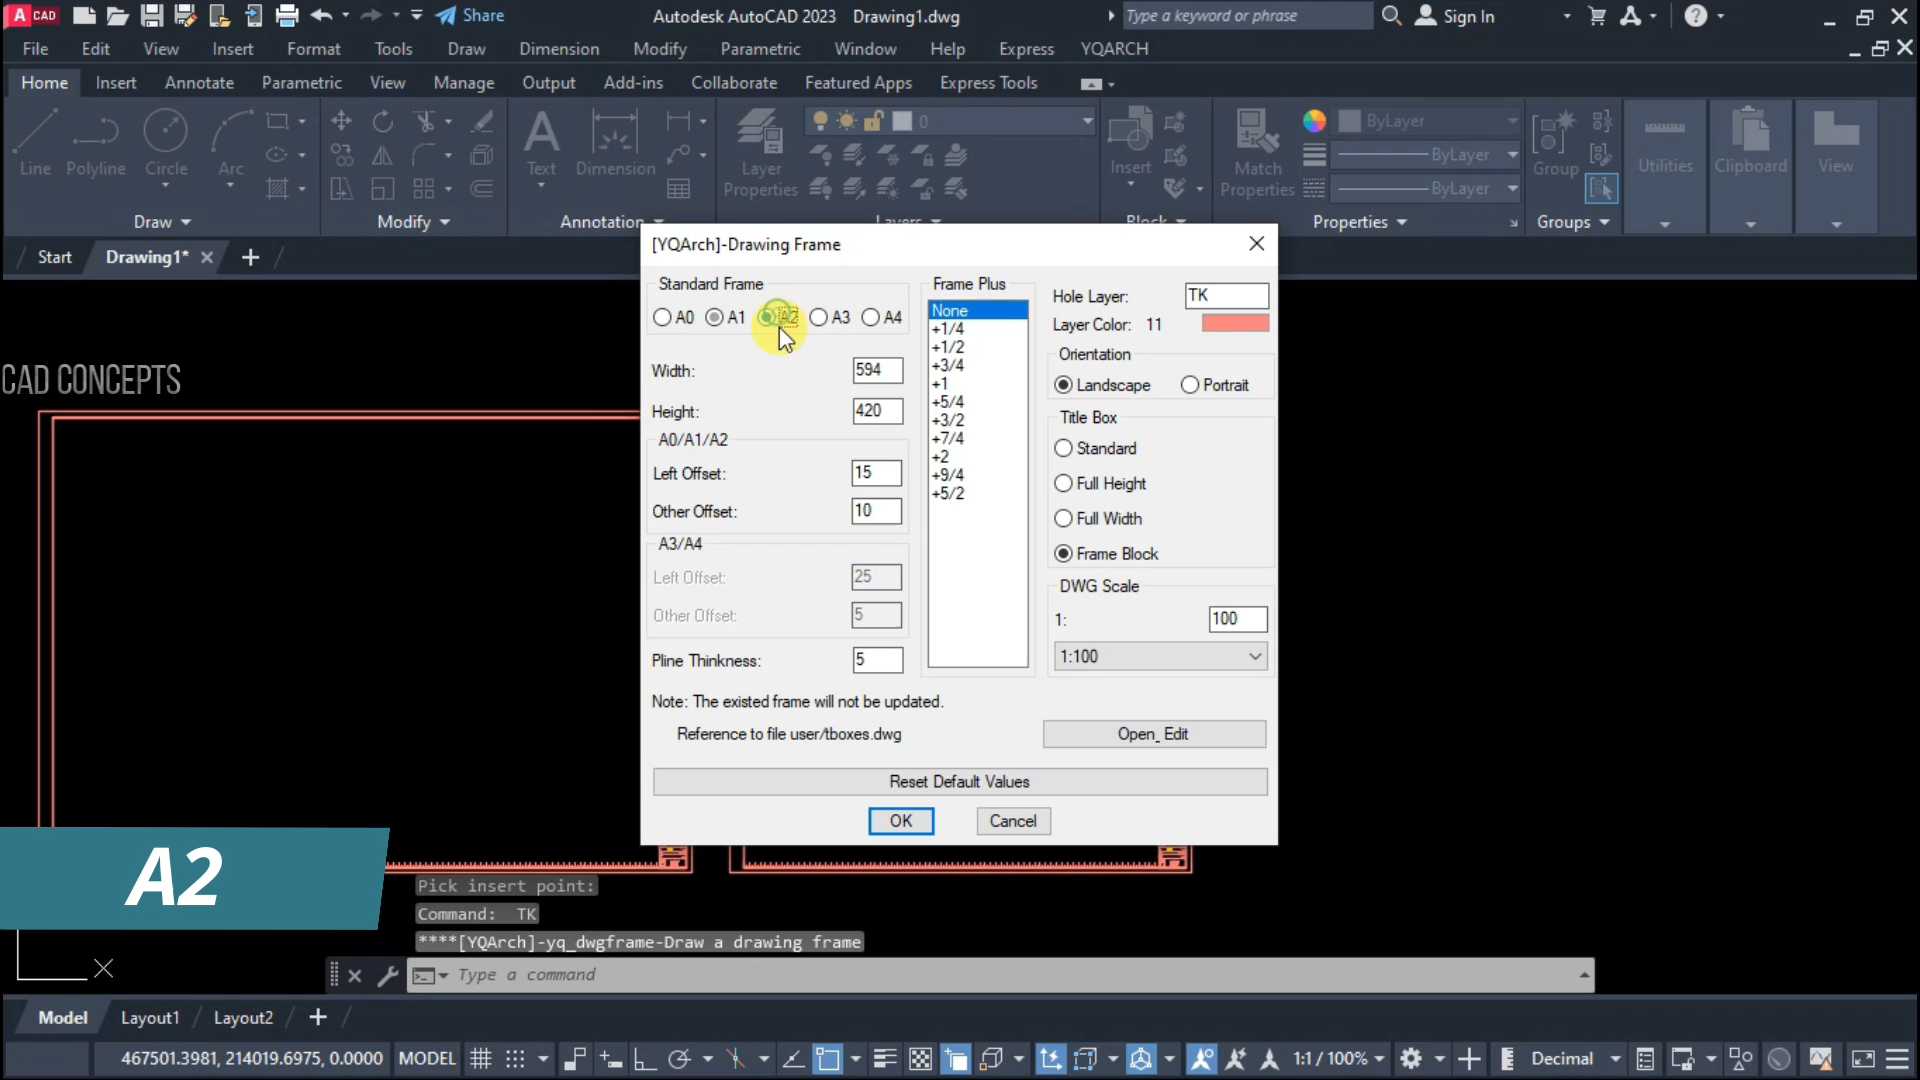 A CAD
Share
Autodesk AutoCAD 2023 Drawing1.dwg
Type a keyword or phrase
Sign In
File Edit View Insert Format Tools Draw Dimension Modify Parametric Window Help Express YQARCH
Home Insert Annotate Parametric View Manage Output Add-ins Collaborate Featured Apps Express Tools
0
ByLayer
ByLayer
ByLayer
Line Polyline Circle Arc
Text Dimension
Layer Properties
Insert
Match Properties
Group
Utilities
Clipboard
View
Draw
Modify
Annotation
Layers
Block
Properties
Groups
Start
Drawing1*
[YQArch]-Drawing Frame
Standard Frame
A0 A1 A2 A3 A4
Width: 594
Height: 420
A0/A1/A2
Left Offset: 15
Other Offset: 10
A3/A4
Left Offset: 25
Other Offset: 5
Pline Thinkness: 5
Frame Plus
None
+1/4
+1/2
+3/4
+1
+5/4
+3/2
+7/4
+2
+9/4
+5/2
Hole Layer: TK
Layer Color: 11
Orientation
Landscape Portrait
Title Box
Standard
Full Height
Full Width
Frame Block
DWG Scale
1: 100
1:100
Note: The existed frame will not be updated.
Reference to file user/tboxes.dwg
Open_ Edit
Reset Default Values
OK Cancel
CAD CONCEPTS
A2
Pick insert point:
Command: TK
****[YQArch]-yq_dwgframe-Draw a drawing frame
Type a command
Model Layout1 Layout2
467501.3981, 214019.6975, 0.0000 MODEL
1:1 / 100%
Decimal